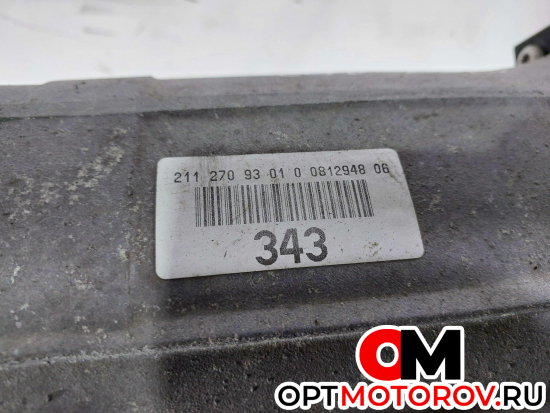 211 270 93 01 0 0812948 06
343
OM
OPTMOTOROV.RU